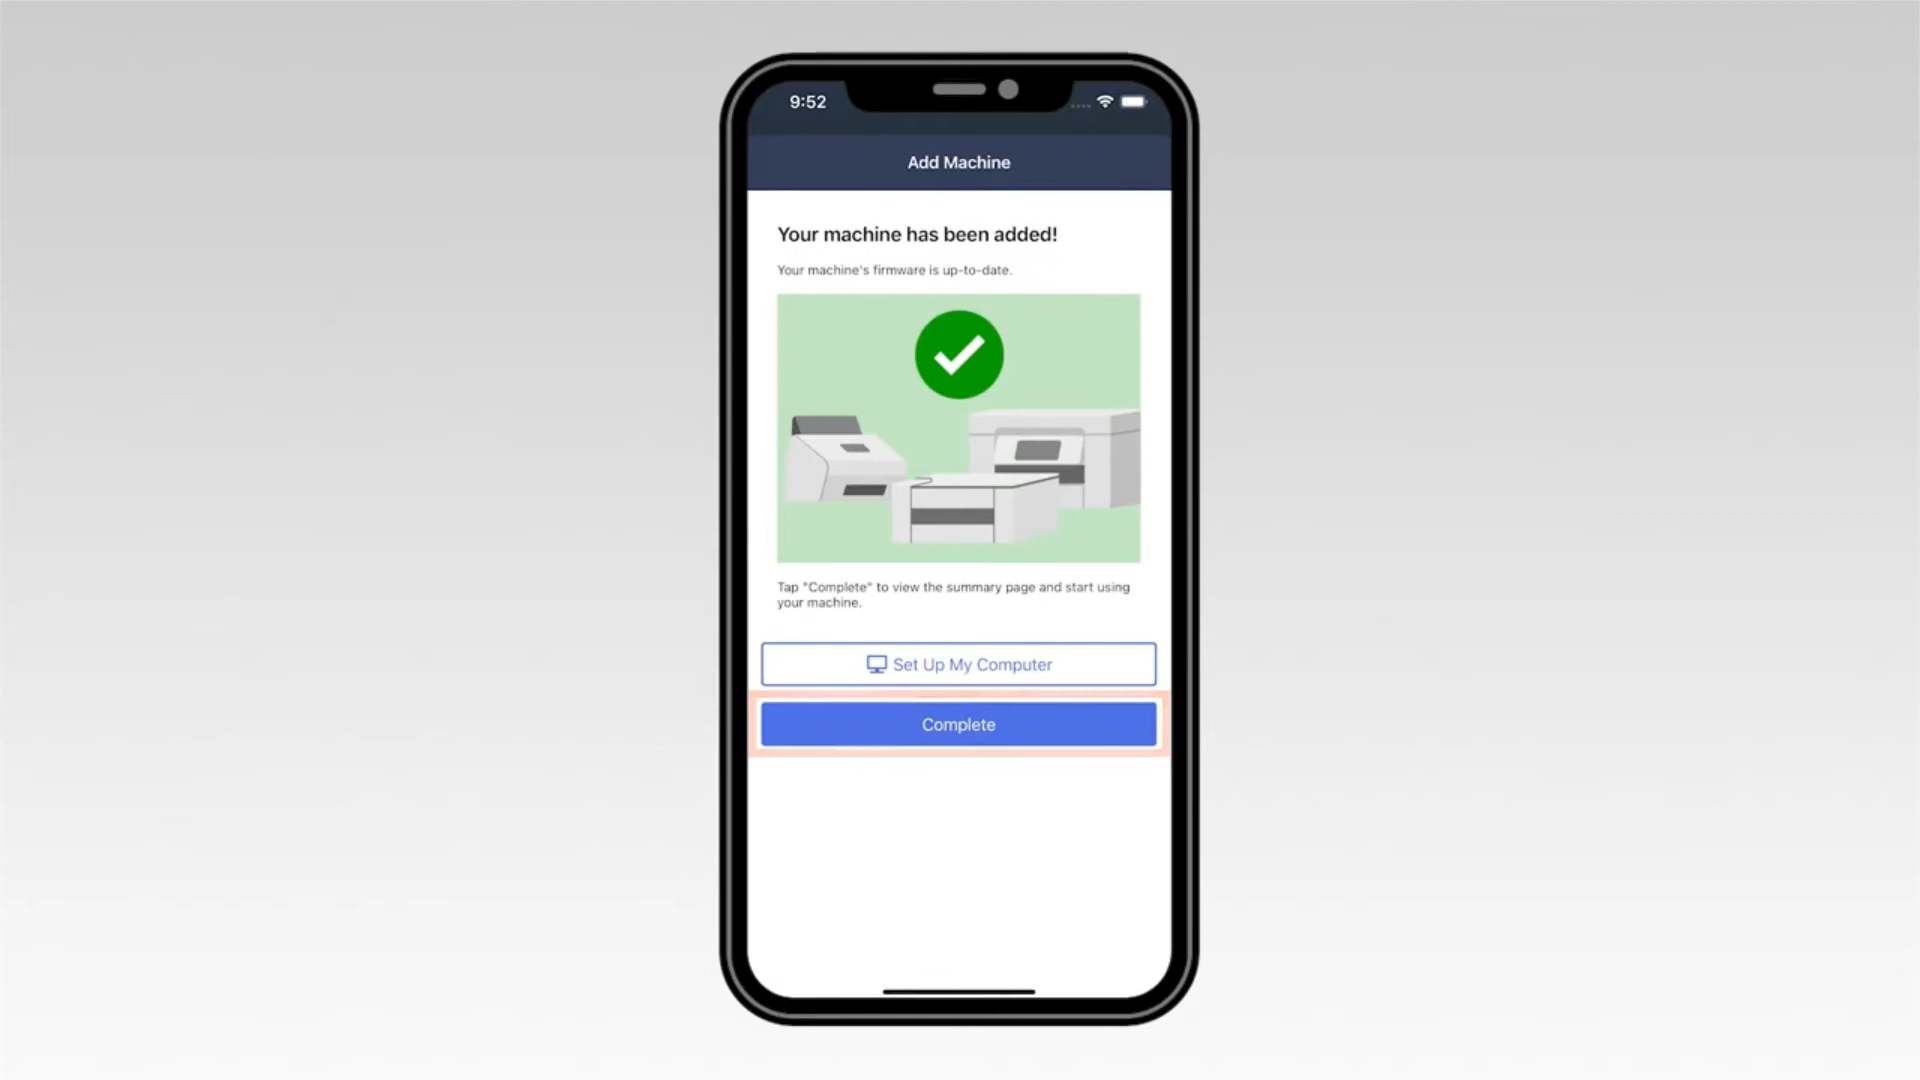 9:52
Add Machine
Your machine has been added!
Your machine's firmware is up-to-date.
Tap "Complete" to view the summary page and start using
your machine.
Set Up My Computer
Complete